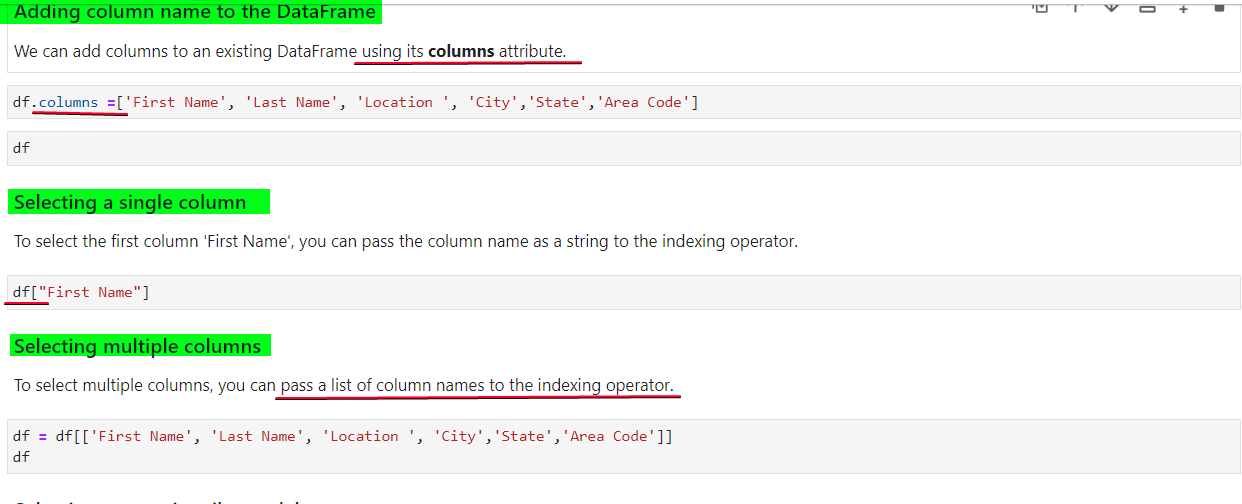 Adding column name to the DataFrame
We can add columns to an existing DataFrame using its columns attribute.
df.columns =['First Name', 'Last Name', 'Location ', 'City','State','Area Code']
df
Selecting a single column
To select the first column 'First Name', you can pass the column name as a string to the indexing operator.
df["First Name"]
Selecting multiple columns
To select multiple columns, you can pass a list of column names to the indexing operator.
df = df[['First Name', 'Last Name', 'Location ', 'City','State','Area Code']]
df